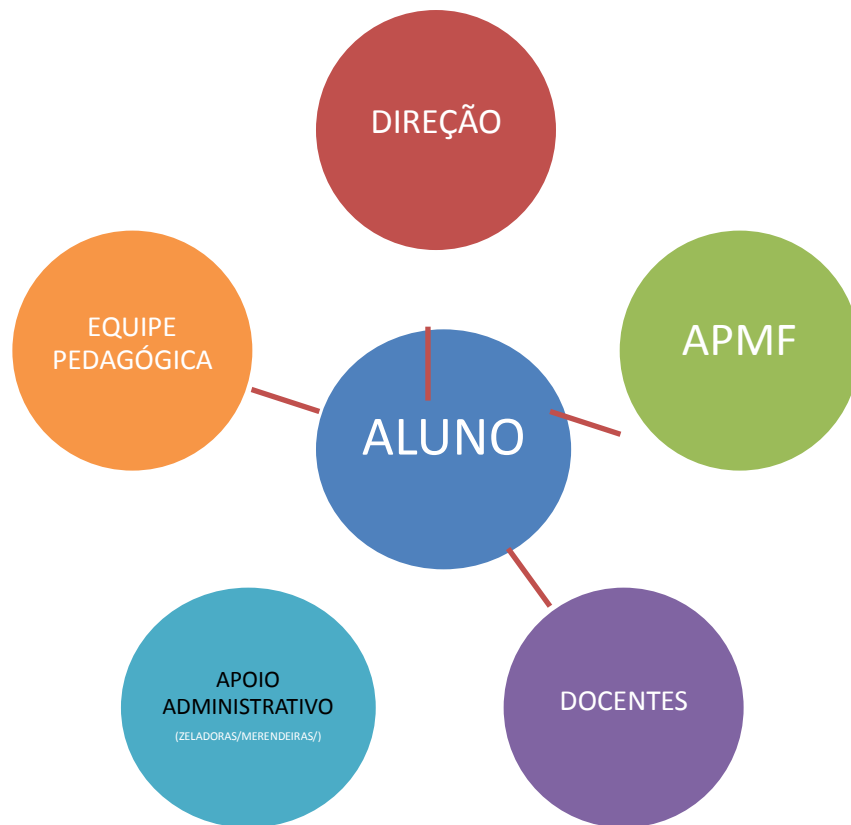 DIREÇÃO
EQUIPE
PEDAGÓGICA
APMF
ALUNO
APOIO
ADMINISTRATIVO
(ZELADORAS/MERENDEIRAS/)
DOCENTES